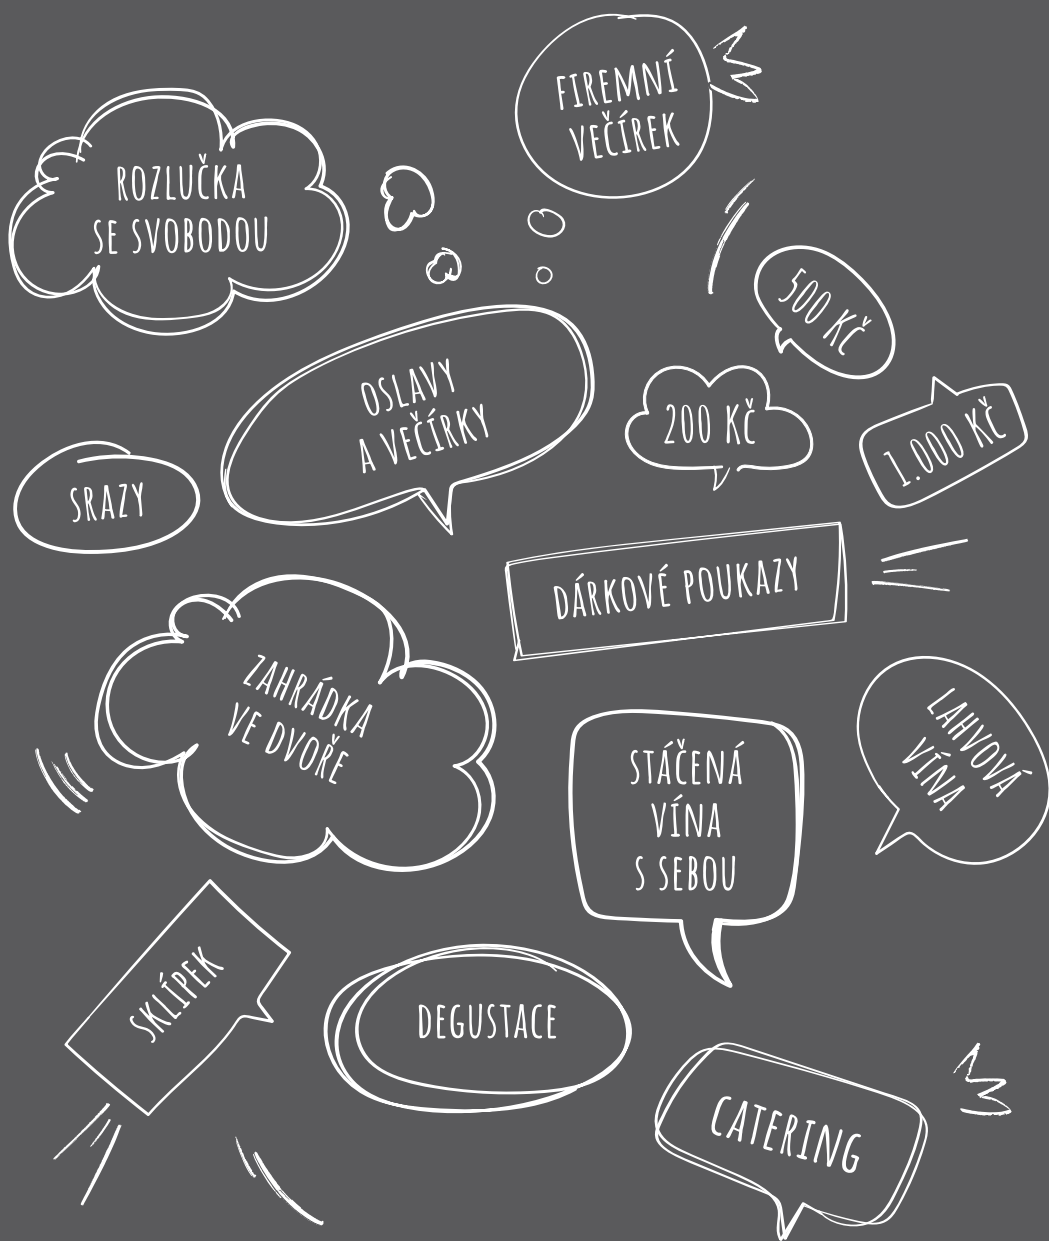 FIREMNÍ
VEČÍREK
ROZLUČKA
SE SVOBODOU
500 KČ
OSLAVY
A VEČÍRKY
200 KČ
1.000 KČ
SRAZY
DÁRKOVÉ POUKAZY
ZAHRÁDKA
VE DVOŘE
LAHVOVÁ
VÍNA
STÁČENÁ
VÍNA
S SEBOU
SKLÍPEK
DEGUSTACE
CATERING